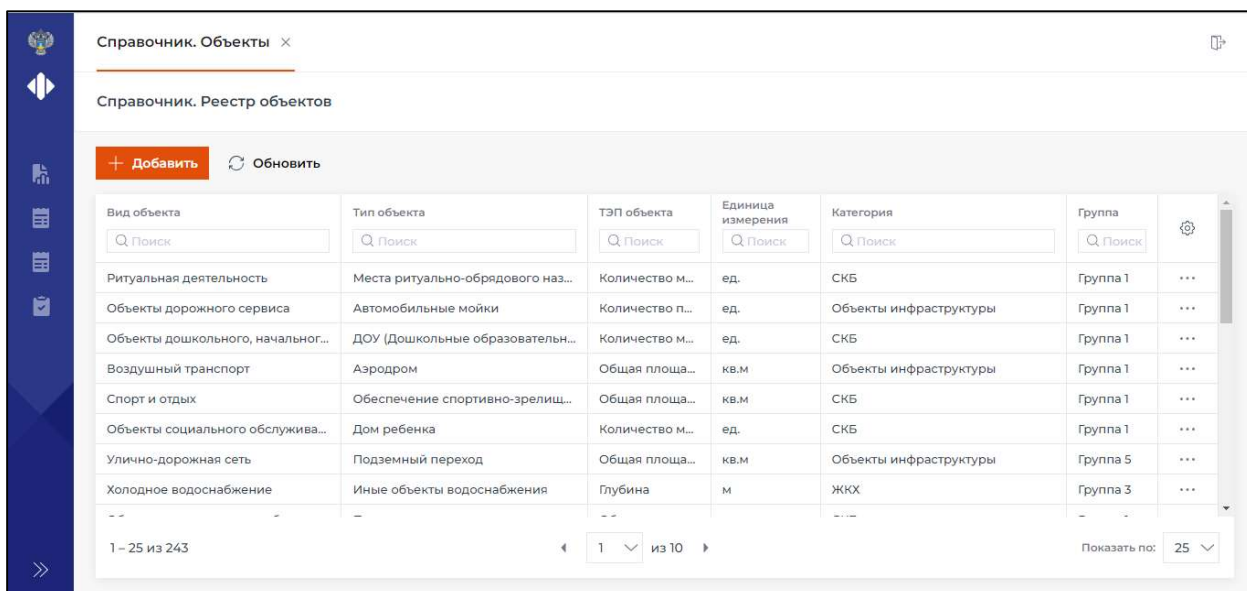 Справочник. Объекты ×
Справочник. Реестр объектов
+ Добавить Обновить
Вид объекта Тип объекта ТЭП объекта Единица измерения Категория Группа
Поиск Поиск Поиск Поиск Поиск Поиск
Ритуальная деятельность Места ритуально-обрядового наз... Количество м... ед. СКБ Группа 1 ...
Объекты дорожного сервиса Автомобильные мойки Количество п... ед. Объекты инфраструктуры Группа 1 ...
Объекты дошкольного, начальног... ДОУ (Дошкольные образовательн... Количество м... ед. СКБ Группа 1 ...
Воздушный транспорт Аэродром Общая площа... кв.м Объекты инфраструктуры Группа 1 ...
Спорт и отдых Обеспечение спортивно-зрелищ... Общая площа... кв.м СКБ Группа 1 ...
Объекты социального обслужива... Дом ребенка Количество м... ед. СКБ Группа 1 ...
Улично-дорожная сеть Подземный переход Общая площа... кв.м Объекты инфраструктуры Группа 5 ...
Холодное водоснабжение Иные объекты водоснабжения Глубина м ЖКХ Группа 3 ...
1 – 25 из 243 1 из 10 Показать по: 25